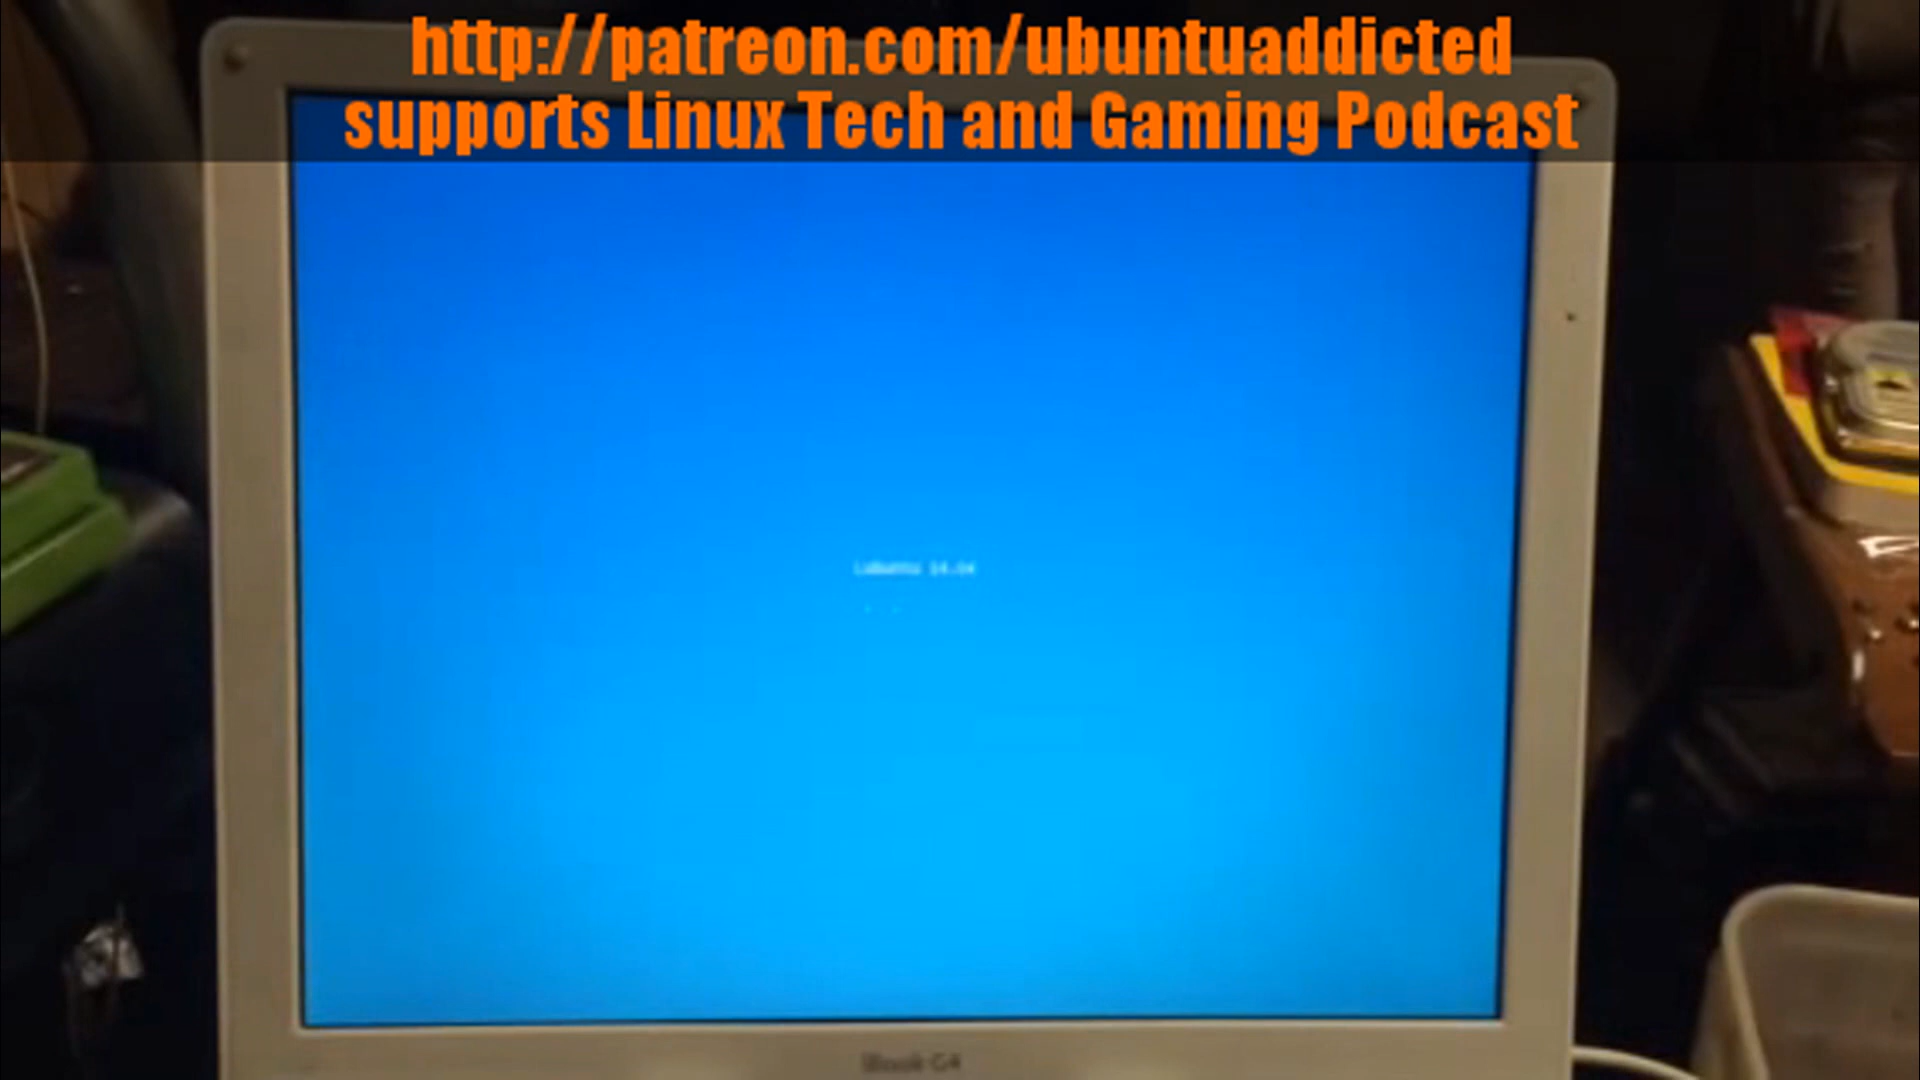 http://patreon.com/ubuntuaddicted
supports Linux Tech and Gaming Podcast
Lubuntu 14.04
iBook G4